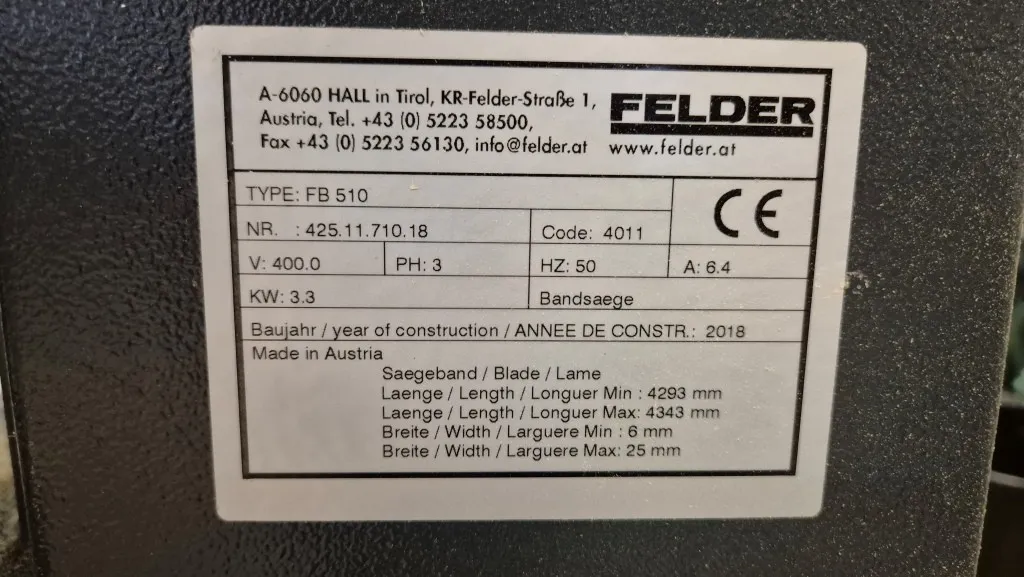 A-6060 HALL in Tirol, KR-Felder-Straße 1,
Austria, Tel. +43 (0) 5223 58500,
Fax +43 (0) 5223 56130, info@felder.at
FELDER
www.felder.at
TYPE: FB 510
CE
NR. : 425.11.710.18 Code: 4011
V: 400.0 PH: 3 HZ: 50 A: 6.4
KW: 3.3 Bandsaege
Baujahr / year of construction / ANNEE DE CONSTR.: 2018
Made in Austria
Saegeband / Blade / Lame
Laenge / Length / Longuer Min : 4293 mm
Laenge / Length / Longuer Max: 4343 mm
Breite / Width / Larguere Min : 6 mm
Breite / Width / Larguere Max: 25 mm